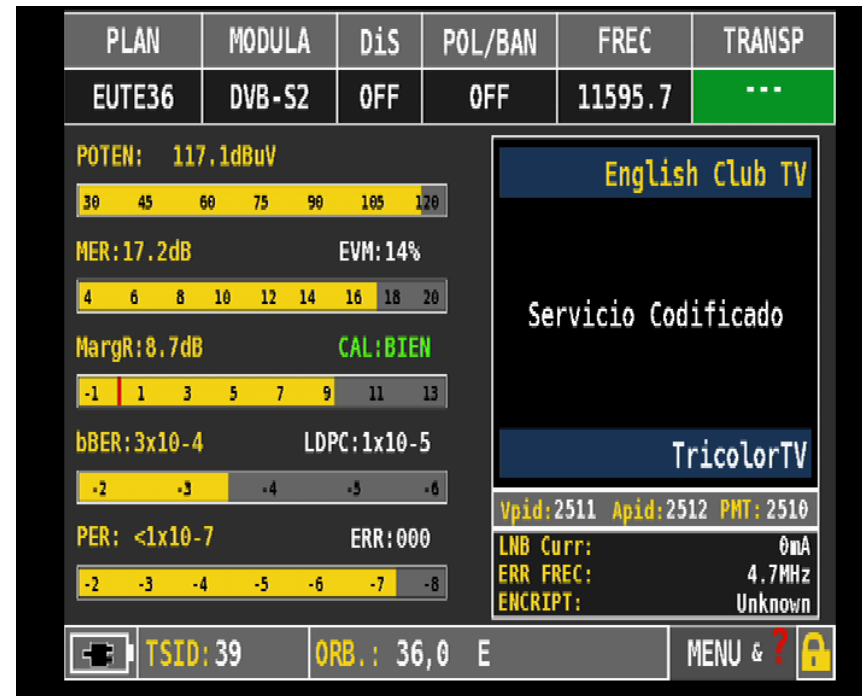 PLAN MODULA DiS POL/BAN FREC TRANSP
EUTE36 DVB-S2 OFF OFF 11595.7 ---
POTEN: 117.1dBuV
30 45 60 75 90 105 120
MER:17.2dB EVM:14%
4 6 8 10 12 14 16 18 20
MargR:8.7dB CAL:BIEN
-1 1 3 5 7 9 11 13
bBER:3x10-4 LDPC:1x10-5
-2 -3 -4 -5 -6
PER: <1x10-7 ERR:000
-2 -3 -4 -5 -6 -7 -8
English Club TV
Servicio Codificado
TricolorTV
Vpid:2511 Apid:2512 PMT:2510
LNB Curr: 0mA
ERR FREC: 4.7MHz
ENCRIPT: Unknown
TSID:39 ORB.: 36,0 E MENU & ?